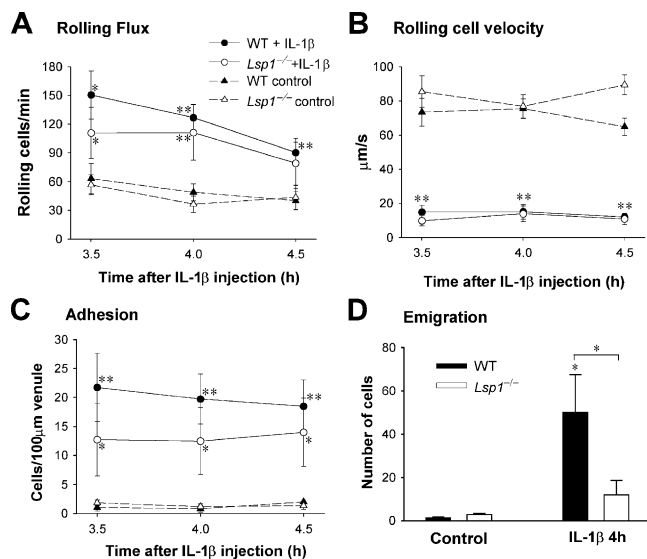 A Rolling Flux
WT + IL-1β
Lsp1⁻/⁻+IL-1β
WT control
Lsp1⁻/⁻ control
Rolling cells/min
180
150
120
90
60
30
* ** **
* **
3.5 4.0 4.5
Time after IL-1β injection (h)
B Rolling cell velocity
μm/s
100
80
60
40
20
0
** ** **
3.5 4.0 4.5
Time after IL-1β injection (h)
C Adhesion
Cells/100μm venule
30
25
20
15
10
5
0
** ** **
* * *
3.5 4.0 4.5
Time after IL-1β injection (h)
D Emigration
WT
Lsp1⁻/⁻
Number of cells
80
60
40
20
0
*
*
Control IL-1β 4h